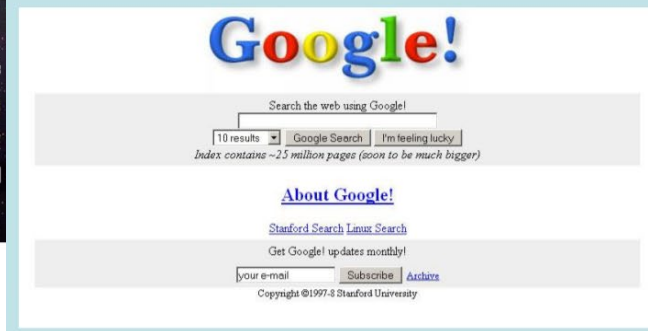 Google!
Search the web using Google!
10 results Google Search I'm feeling lucky
Index contains ~25 million pages (soon to be much bigger)
About Google!
Stanford Search Linux Search
Get Google! updates monthly!
your e-mail Subscribe Archive
Copyright ©1997-8 Stanford University